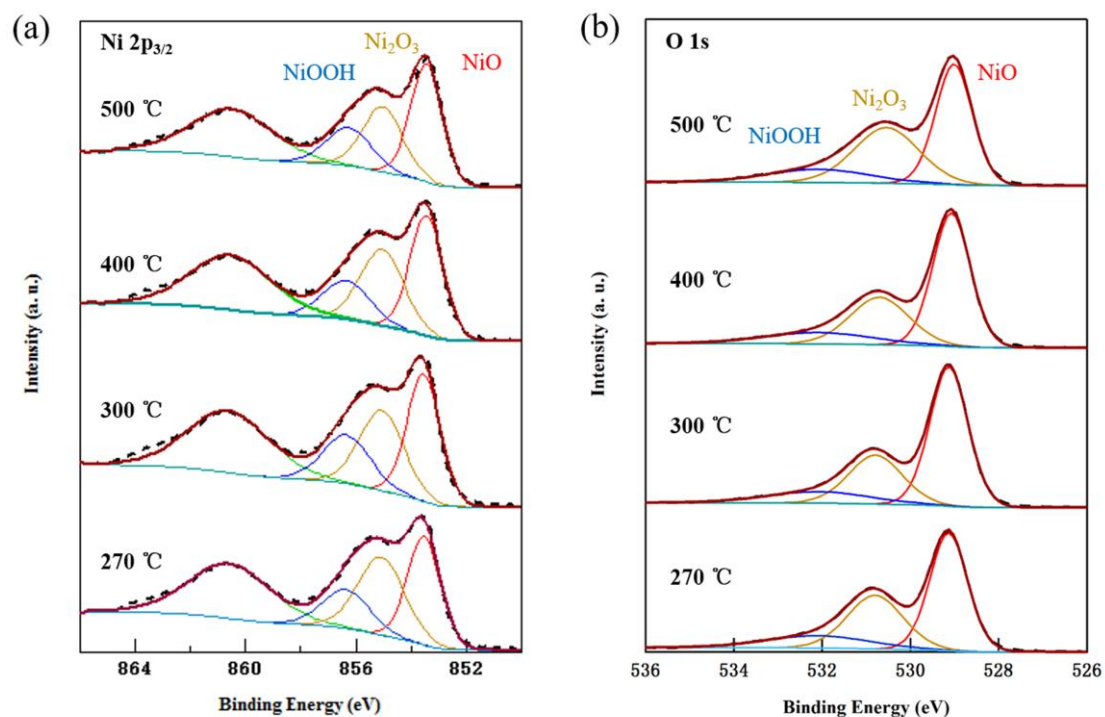 (a)
Ni 2p3/2
Ni2O3
NiO
NiOOH
500 ℃
400 ℃
300 ℃
270 ℃
Intensity (a. u.)
864 860 856 852
Binding Energy (eV)
(b)
O 1s
NiO
Ni2O3
NiOOH
500 ℃
400 ℃
300 ℃
270 ℃
Intensity (a. u.)
536 534 532 530 528 526
Binding Energy (eV)